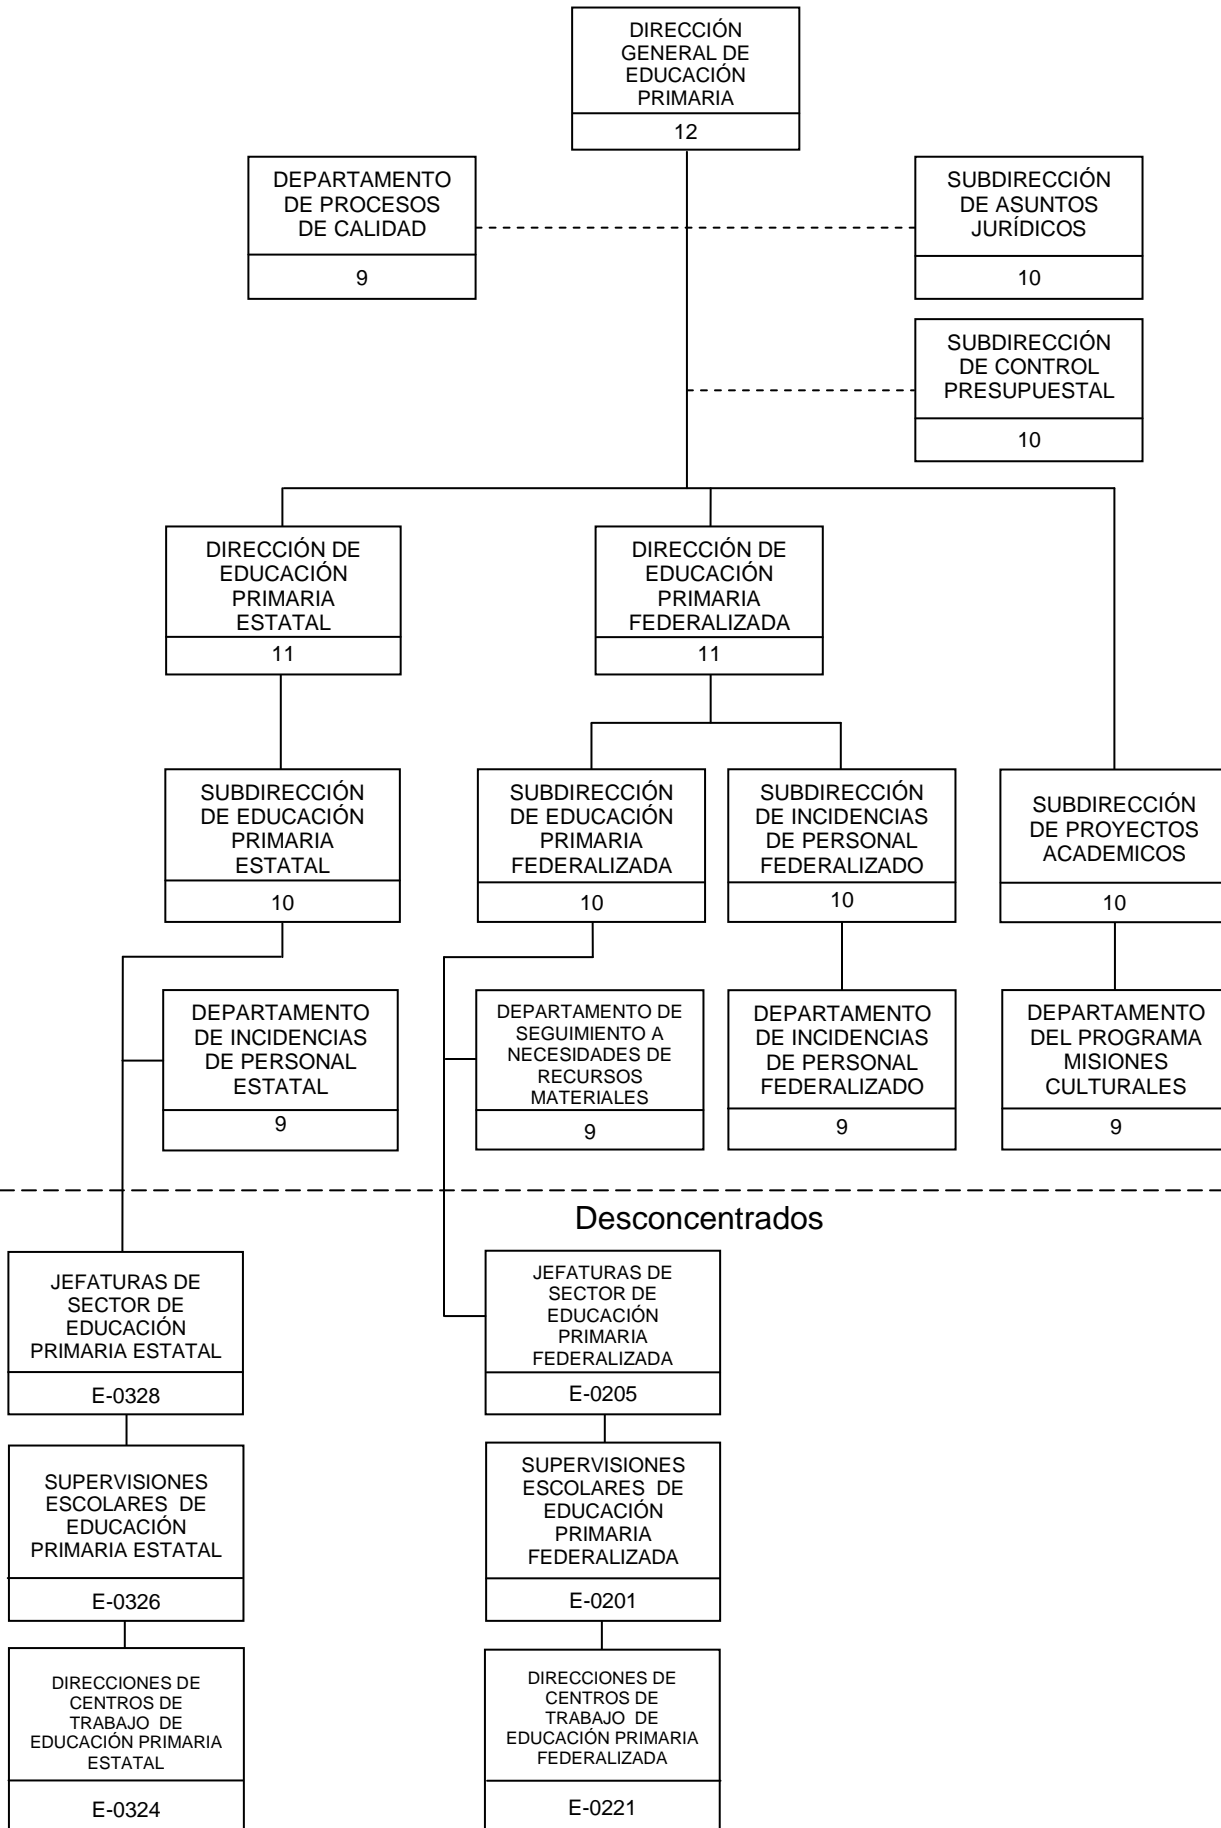 DIRECCIÓN
GENERAL DE
EDUCACIÓN
PRIMARIA
12
DEPARTAMENTO
DE PROCESOS
DE CALIDAD
9
SUBDIRECCIÓN
DE ASUNTOS
JURÍDICOS
10
SUBDIRECCIÓN
DE CONTROL
PRESUPUESTAL
10
DIRECCIÓN DE
EDUCACIÓN
PRIMARIA
ESTATAL
11
DIRECCIÓN DE
EDUCACIÓN
PRIMARIA
FEDERALIZADA
11
SUBDIRECCIÓN
DE EDUCACIÓN
PRIMARIA
ESTATAL
10
SUBDIRECCIÓN
DE EDUCACIÓN
PRIMARIA
FEDERALIZADA
10
SUBDIRECCIÓN
DE INCIDENCIAS
DE PERSONAL
FEDERALIZADO
10
SUBDIRECCIÓN
DE PROYECTOS
ACADEMICOS
10
DEPARTAMENTO
DE INCIDENCIAS
DE PERSONAL
ESTATAL
9
DEPARTAMENTO DE
SEGUIMIENTO A
NECESIDADES DE
RECURSOS
MATERIALES
9
DEPARTAMENTO
DE INCIDENCIAS
DE PERSONAL
FEDERALIZADO
9
DEPARTAMENTO
DEL PROGRAMA
MISIONES
CULTURALES
9
Desconcentrados
JEFATURAS DE
SECTOR DE
EDUCACIÓN
PRIMARIA ESTATAL
E-0328
JEFATURAS DE
SECTOR DE
EDUCACIÓN
PRIMARIA
FEDERALIZADA
E-0205
SUPERVISIONES
ESCOLARES DE
EDUCACIÓN
PRIMARIA ESTATAL
E-0326
SUPERVISIONES
ESCOLARES DE
EDUCACIÓN
PRIMARIA
FEDERALIZADA
E-0201
DIRECCIONES DE
CENTROS DE
TRABAJO DE
EDUCACIÓN PRIMARIA
ESTATAL
E-0324
DIRECCIONES DE
CENTROS DE
TRABAJO DE
EDUCACIÓN PRIMARIA
FEDERALIZADA
E-0221